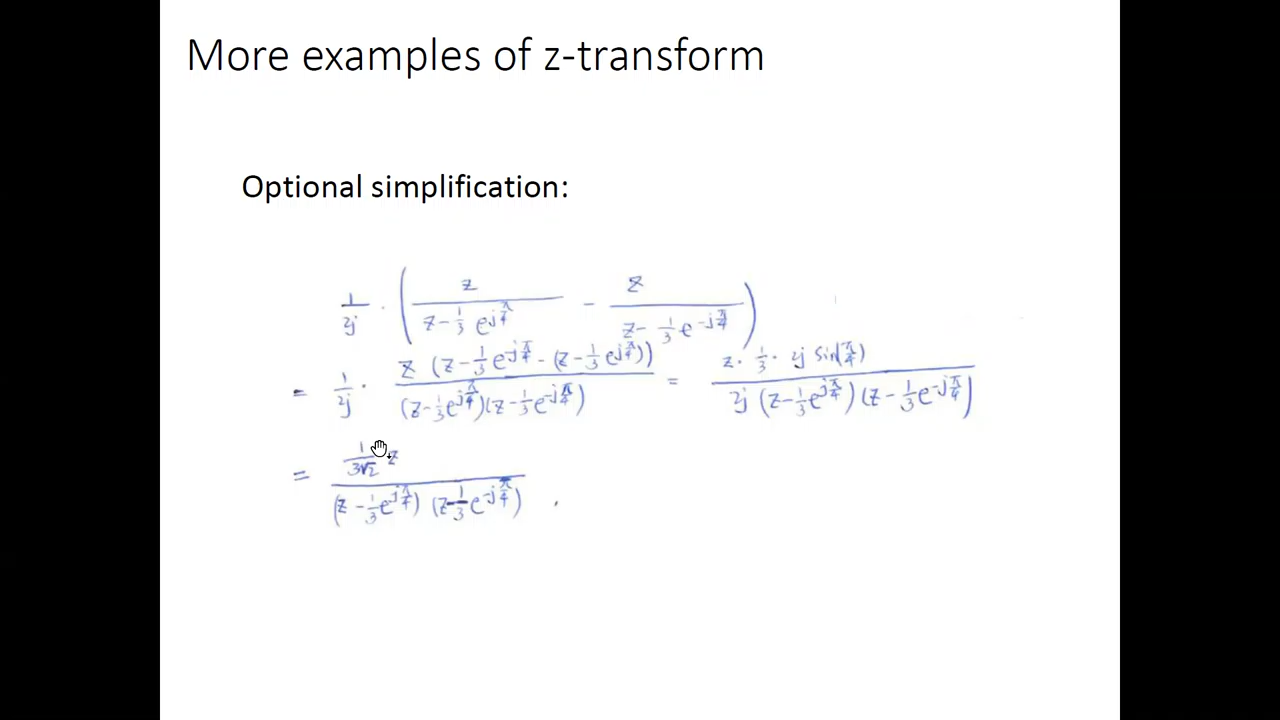 More examples of z-transform
Optional simplification:
1/2j · ( z/(z - 1/3 e^{jπ/4}) - z/(z - 1/3 e^{-jπ/4}) )
= 1/2j · z (z - 1/3 e^{-jπ/4} - (z - 1/3 e^{jπ/4})) / (z - 1/3 e^{jπ/4})(z - 1/3 e^{-jπ/4}) = z · 1/3 · 2j sin(π/4) / 2j (z - 1/3 e^{jπ/4})(z - 1/3 e^{-jπ/4})
= 1/(3√2) z / (z - 1/3 e^{jπ/4}) (z - 1/3 e^{-jπ/4}) .